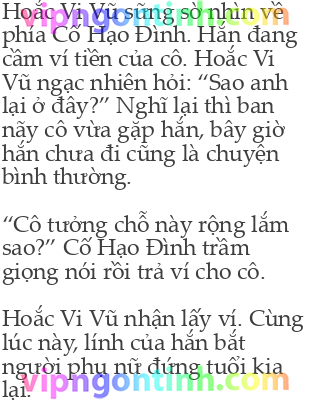 Hoắc Vi Vũ sững sờ nhìn về
phía Cố Hạo Đình. Hắn đang
cầm ví tiền của cô. Hoắc Vi
Vũ ngạc nhiên hỏi: “Sao anh
lại ở đây?” Nghĩ lại thì ban
nãy cô vừa gặp hắn, bây giờ
hắn chưa đi cũng là chuyện
bình thường.
“Cô tưởng chỗ này rộng lắm
sao?” Cố Hạo Đình trầm
giọng nói rồi trả ví cho cô.
Hoắc Vi Vũ nhận lấy ví. Cùng
lúc này, lính của hắn bắt
người phụ nữ đứng tuổi kia
lại.
vipngontinh.com
vipngontinh.com